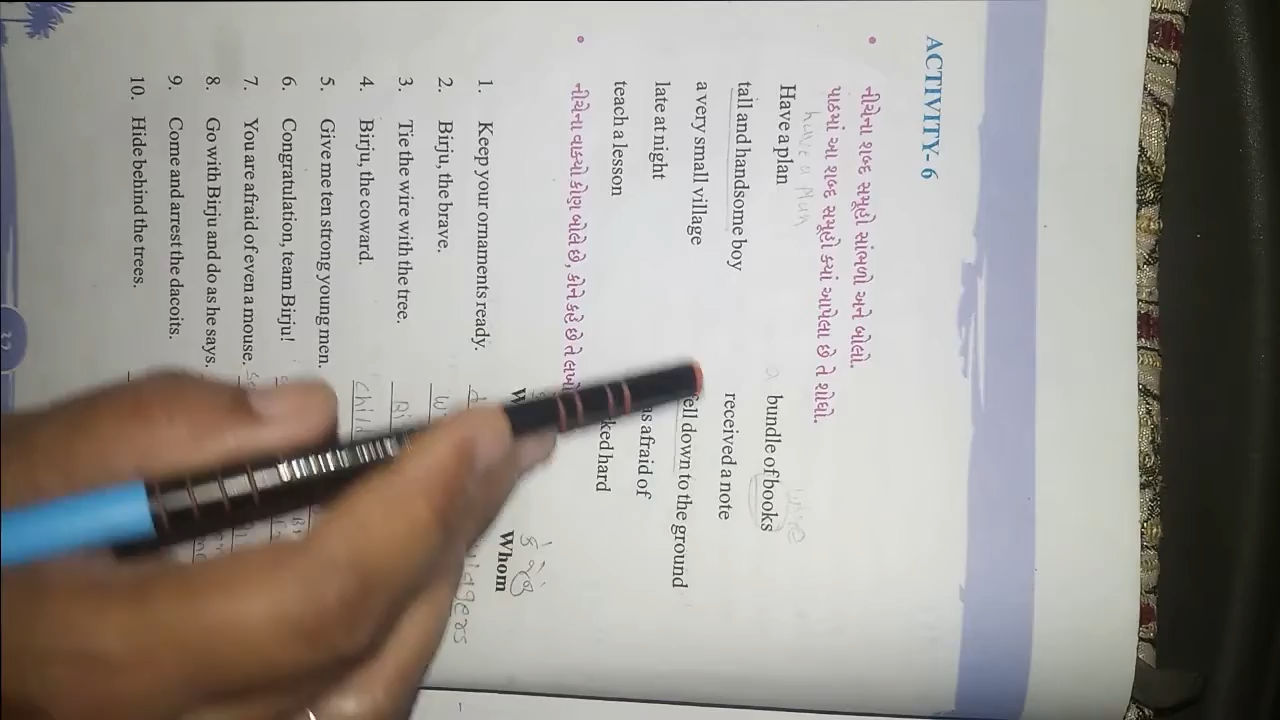 ACTIVITY- 6
• નીચેના શબ્દ સમૂહો સાંભળો અને બોલો.
પાઠમાં આ શબ્દ સમૂહો ક્યાં આપેલા છે તે શોધો.
Have a plan
have a plan
tall and handsome boy
a very small village
late at night
teach a lesson
a bundle of books
received a note
fell down to the ground
as afraid of
ked hard
• નીચેના વાક્યો કોણ બોલે છે, કોને કહે છે તે લખો
Whom
1. Keep your ornaments ready.
villagers
2. Birju, the brave.
3. Tie the wire with the tree.
4. Birju, the coward.
5. Give me ten strong young men.
6. Congratulation, team Birju!
7. You are afraid of even a mouse.
8. Go with Birju and do as he says.
9. Come and arrest the dacoits.
10. Hide behind the trees.